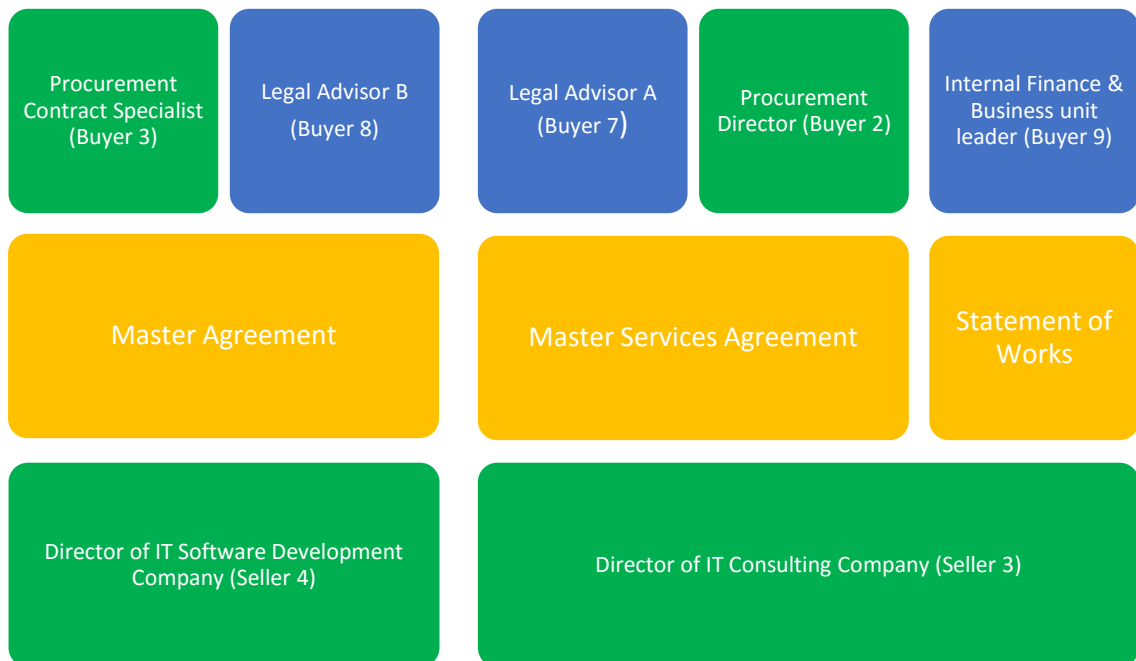 Procurement
Contract Specialist
(Buyer 3)
Legal Advisor B
(Buyer 8)
Legal Advisor A
(Buyer 7)
Procurement
Director (Buyer 2)
Internal Finance &
Business unit
leader (Buyer 9)
Master Agreement
Master Services Agreement
Statement of
Works
Director of IT Software Development
Company (Seller 4)
Director of IT Consulting Company (Seller 3)